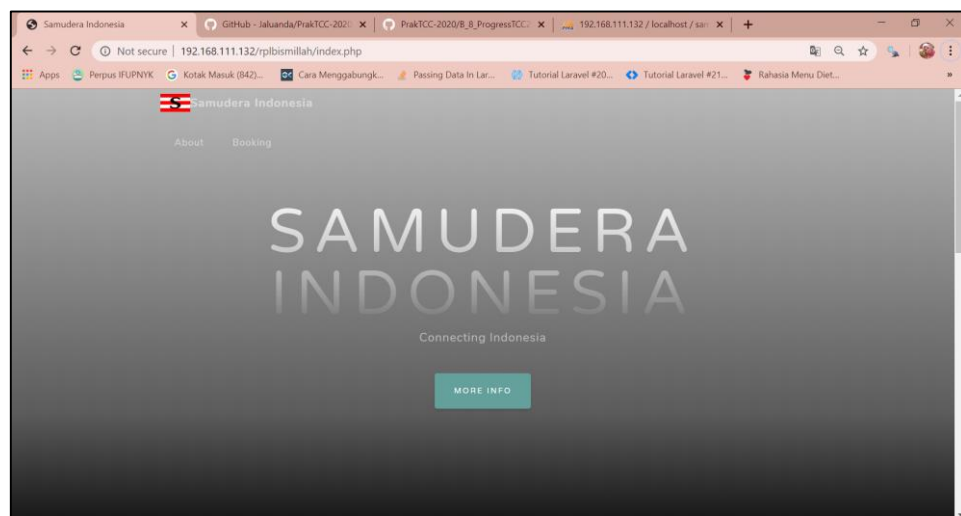 Samudera Indonesia
GitHub - Jaluanda/PrakTCC-2020
PrakTCC-2020/B_8_ProgressTCC
192.168.111.132 / localhost / sam
Not secure | 192.168.111.132/rplbismillah/index.php
Apps Perpus IFUPNYK Kotak Masuk (842)... Cara Menggabungk... Passing Data In Lar... Tutorial Laravel #20... Tutorial Laravel #21... Rahasia Menu Diet...
S Samudera Indonesia
About Booking
SAMUDERA
INDONESIA
Connecting Indonesia
MORE INFO